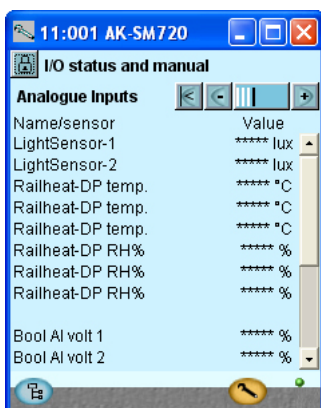 11:001 AK-SM720
I/O status and manual
Analogue Inputs
Name/sensor Value
LightSensor-1 ***** lux
LightSensor-2 ***** lux
Railheat-DP temp. ***** °C
Railheat-DP temp. ***** °C
Railheat-DP temp. ***** °C
Railheat-DP RH% ***** %
Railheat-DP RH% ***** %
Railheat-DP RH% ***** %
Bool AI volt 1 ***** %
Bool AI volt 2 ***** %